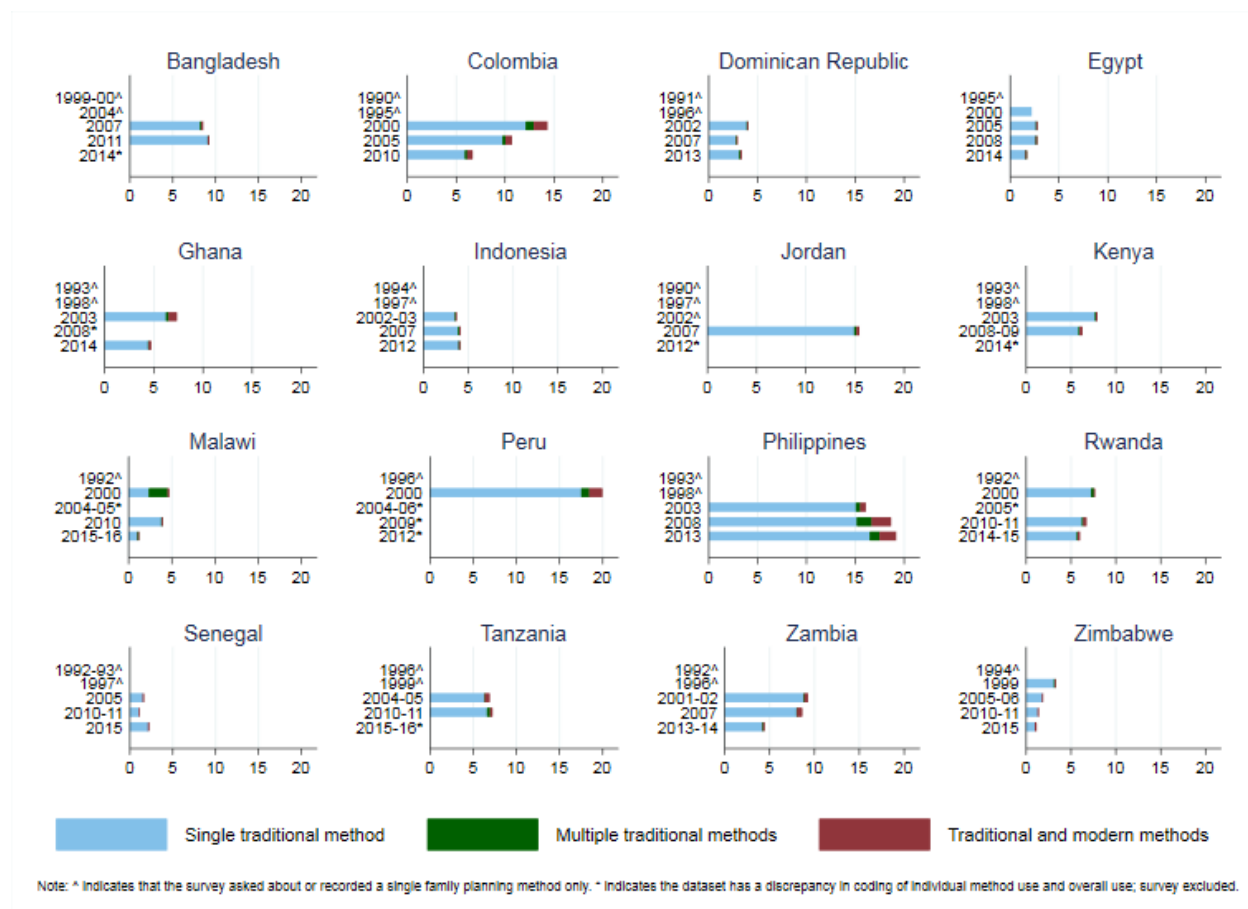 Bangladesh
1999-00^
2004^
2007
2011
2014*
0 5 10 15 20
Colombia
1990^
1995^
2000
2005
2010
0 5 10 15 20
Dominican Republic
1991^
1996^
2002
2007
2013
0 5 10 15 20
Egypt
1995^
2000
2005
2008
2014
0 5 10 15 20
Ghana
1993^
1998^
2003
2008*
2014
0 5 10 15 20
Indonesia
1994^
1997^
2002-03
2007
2012
0 5 10 15 20
Jordan
1990^
1997^
2002^
2007
2012*
0 5 10 15 20
Kenya
1993^
1998^
2003
2008-09
2014*
0 5 10 15 20
Malawi
1992^
2000
2004-05*
2010
2015-16
0 5 10 15 20
Peru
1996^
2000
2004-06*
2009*
2012*
0 5 10 15 20
Philippines
1993^
1998^
2003
2008
2013
0 5 10 15 20
Rwanda
1992^
2000
2005*
2010-11
2014-15
0 5 10 15 20
Senegal
1992-93^
1997^
2005
2010-11
2015
0 5 10 15 20
Tanzania
1996^
1999^
2004-05
2010-11
2015-16*
0 5 10 15 20
Zambia
1992^
1996^
2001-02
2007
2013-14
0 5 10 15 20
Zimbabwe
1994^
1999
2005-06
2010-11
2015
0 5 10 15 20
Single traditional method
Multiple traditional methods
Traditional and modern methods
Note: ^ indicates that the survey asked about or recorded a single family planning method only. * indicates the dataset has a discrepancy in coding of individual method use and overall use; survey excluded.